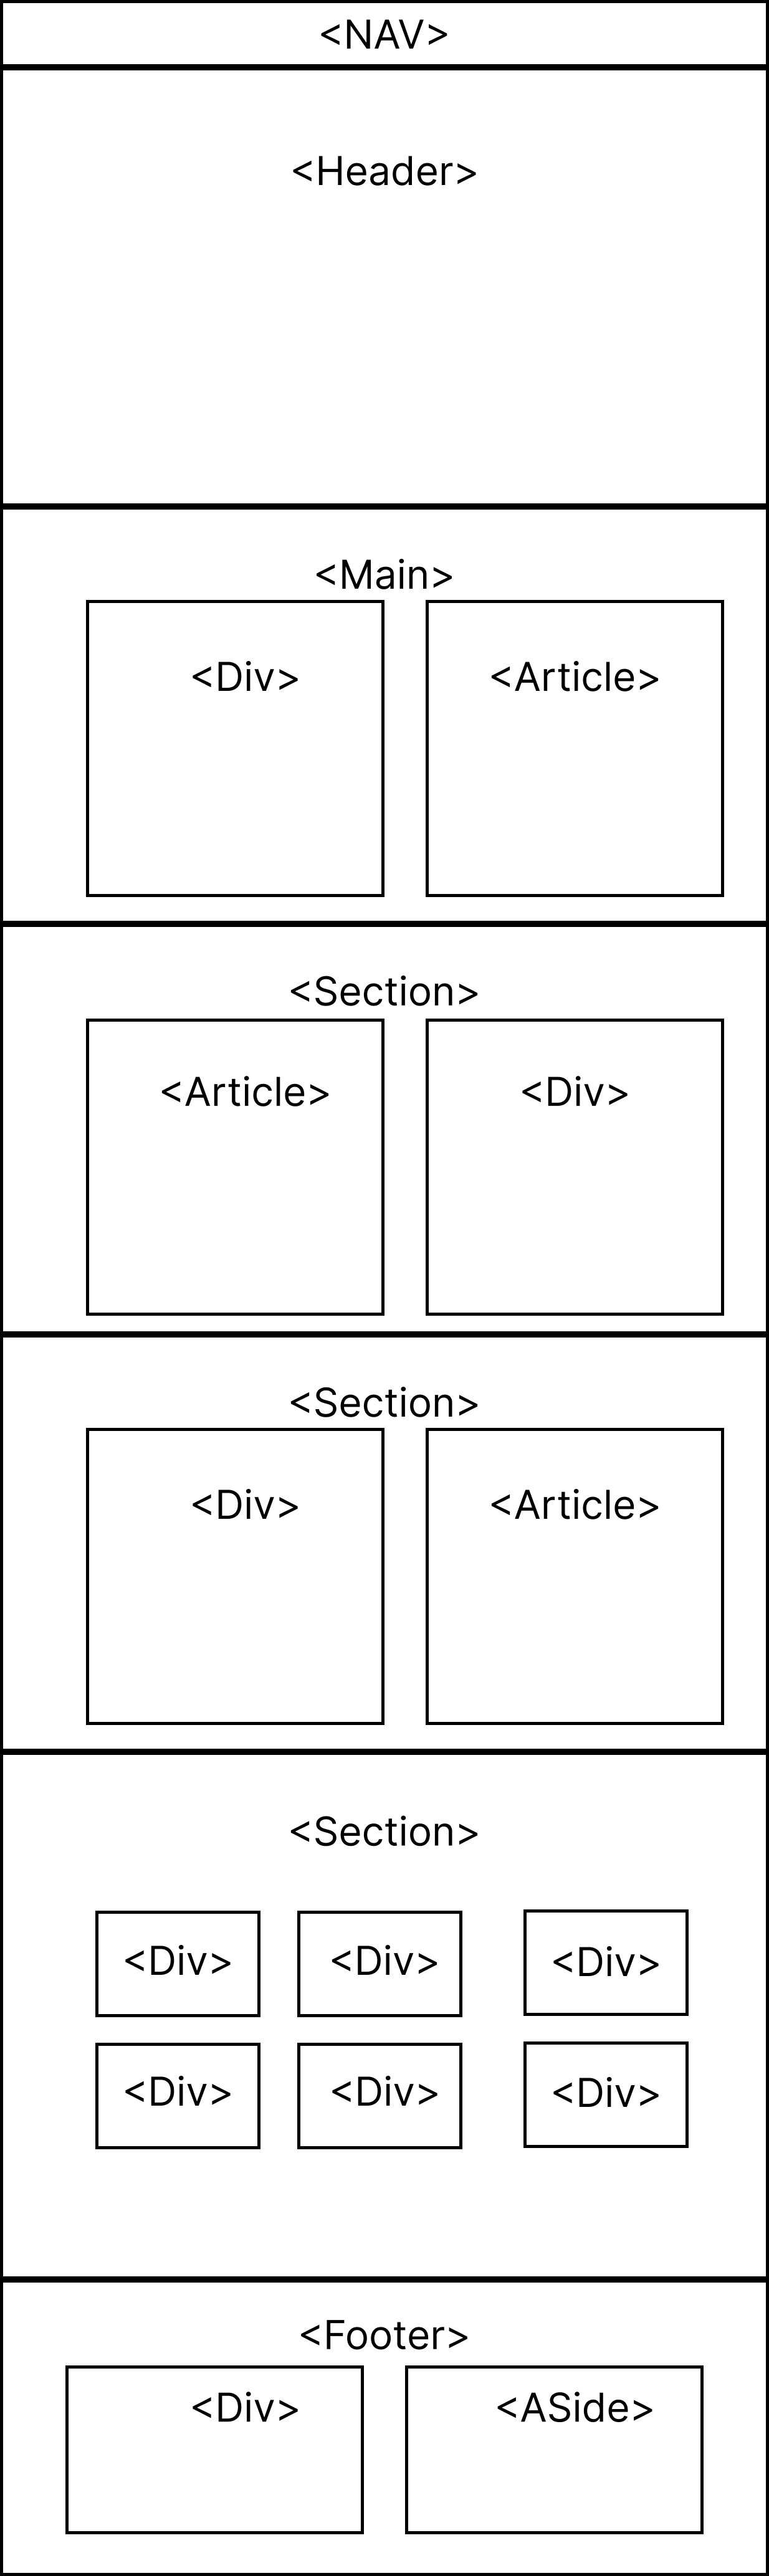 <NAV>
<Header>
<Main>
<Div>
<Article>
<Section>
<Article>
<Div>
<Section>
<Div>
<Article>
<Section>
<Div>
<Div>
<Div>
<Div>
<Div>
<Div>
<Footer>
<Div>
<ASide>